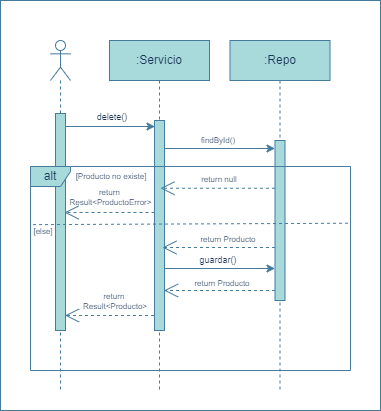 :Servicio
:Repo
delete()
findById()
alt
[Producto no existe]
return null
return
Result<ProductoError>
[else]
return Producto
guardar()
return Producto
return
Result<Producto>